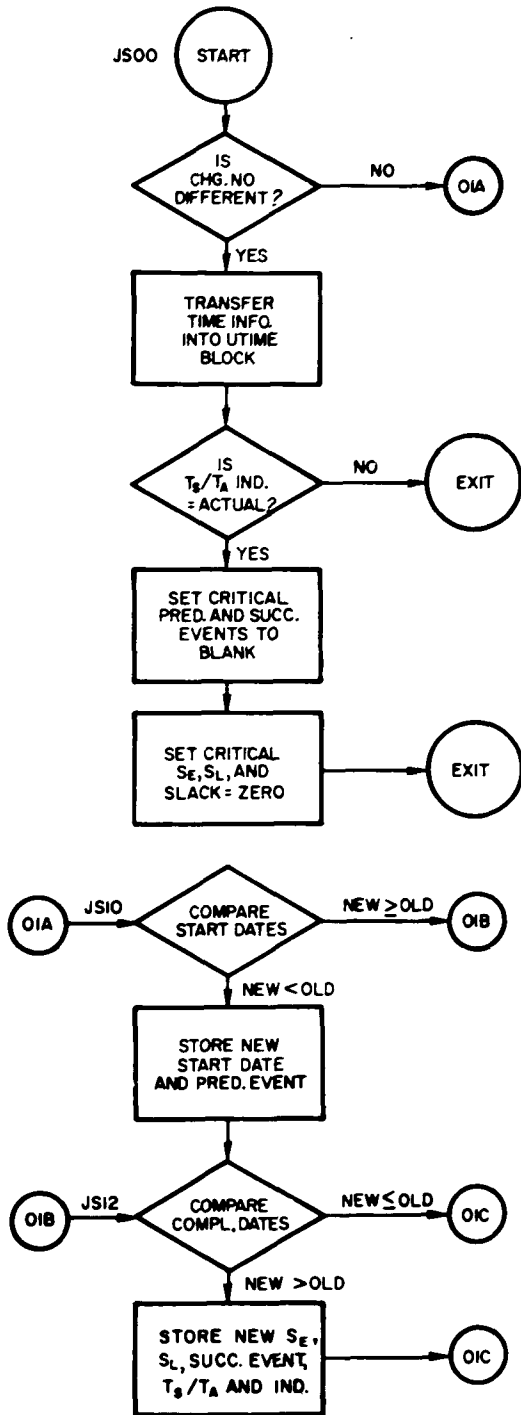 JS00
START
IS
CHG. NO
DIFFERENT?
NO
01A
YES
TRANSFER
TIME INFO.
INTO UTIME
BLOCK
IS
TS/TA IND.
= ACTUAL?
NO
EXIT
YES
SET CRITICAL
PRED. AND SUCC.
EVENTS TO
BLANK
SET CRITICAL
SE, SL, AND
SLACK = ZERO
EXIT
01A
JS10
COMPARE
START DATES
NEW ≥ OLD
01B
NEW < OLD
STORE NEW
START DATE
AND PRED. EVENT
01B
JS12
COMPARE
COMPL. DATES
NEW ≤ OLD
01C
NEW > OLD
STORE NEW SE,
SL, SUCC. EVENT,
TS/TA AND IND.
01C